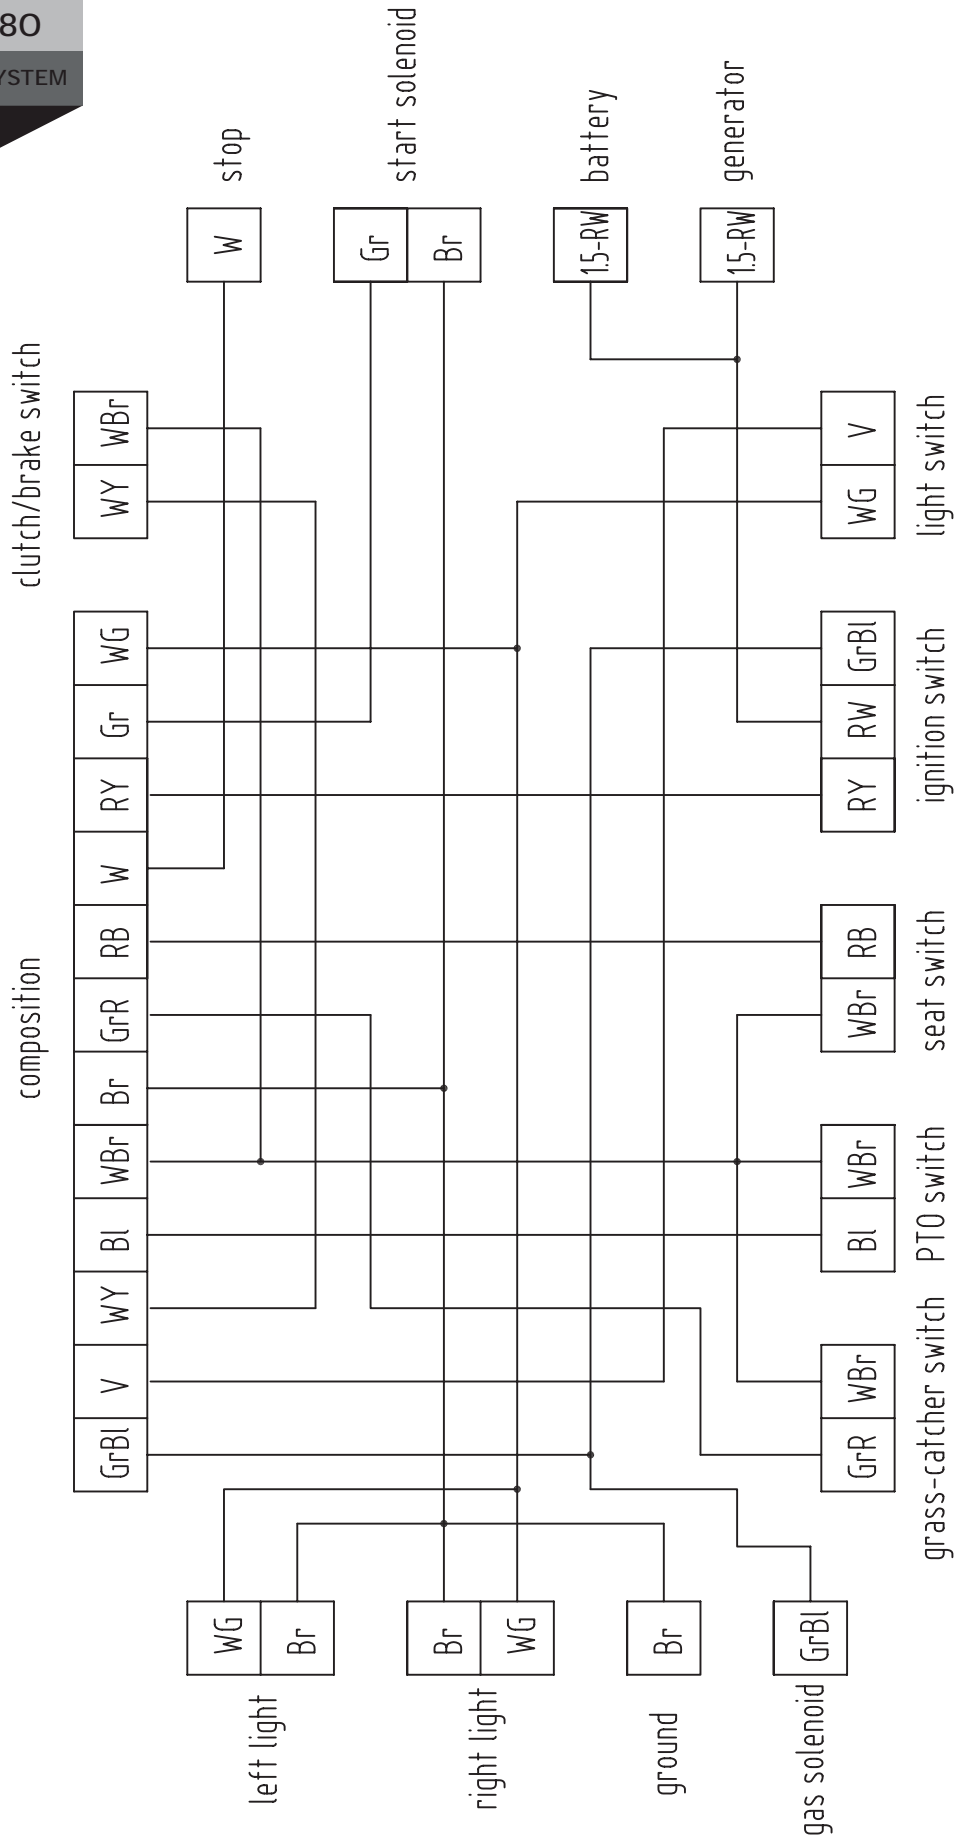 80
YSTEM
composition
GrBl V WY Bl WBr Br GrR RB W RY Gr WG
clutch/brake switch
WY WBr
left light
WG
Br
right light
Br
WG
ground
Br
gas solenoid
GrBl
stop
W
start solenoid
Gr
Br
battery
1.5-RW
generator
1.5-RW
GrR WBr
grass-catcher switch
Bl WBr
PTO switch
WBr RB
seat switch
RY RW GrBl
ignition switch
WG V
light switch